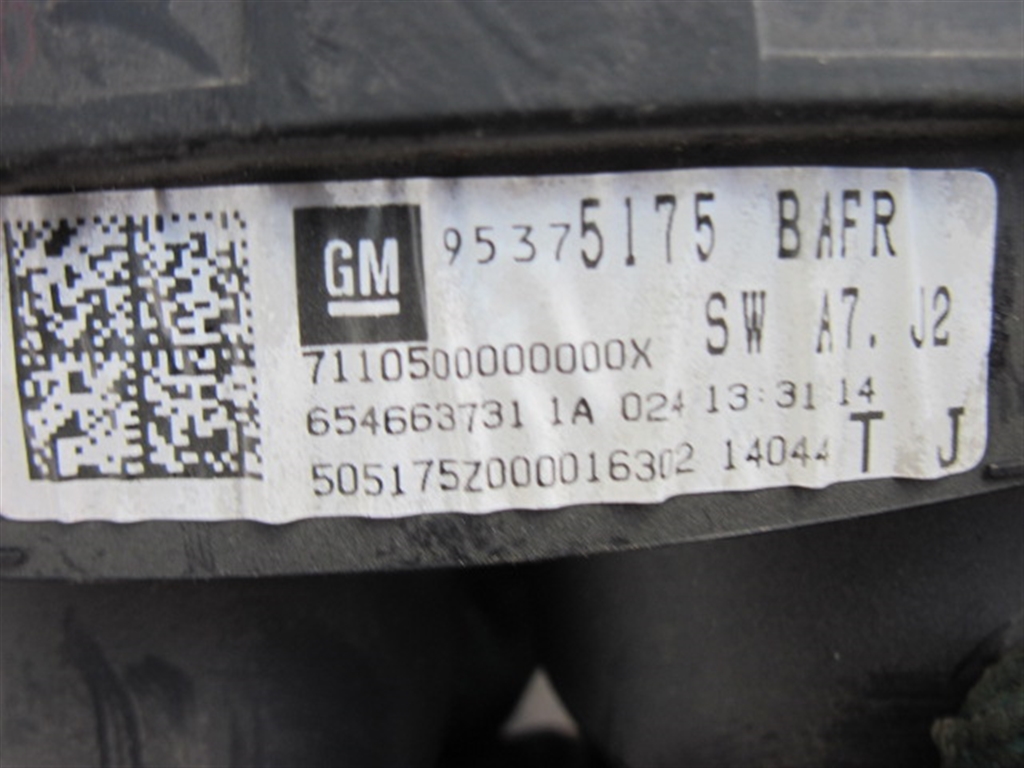 GM 95375175 BAFR
SW A7. J2
7110500000000X
654663731 1A 024 13:31 14
505175Z000016302 14044 T J